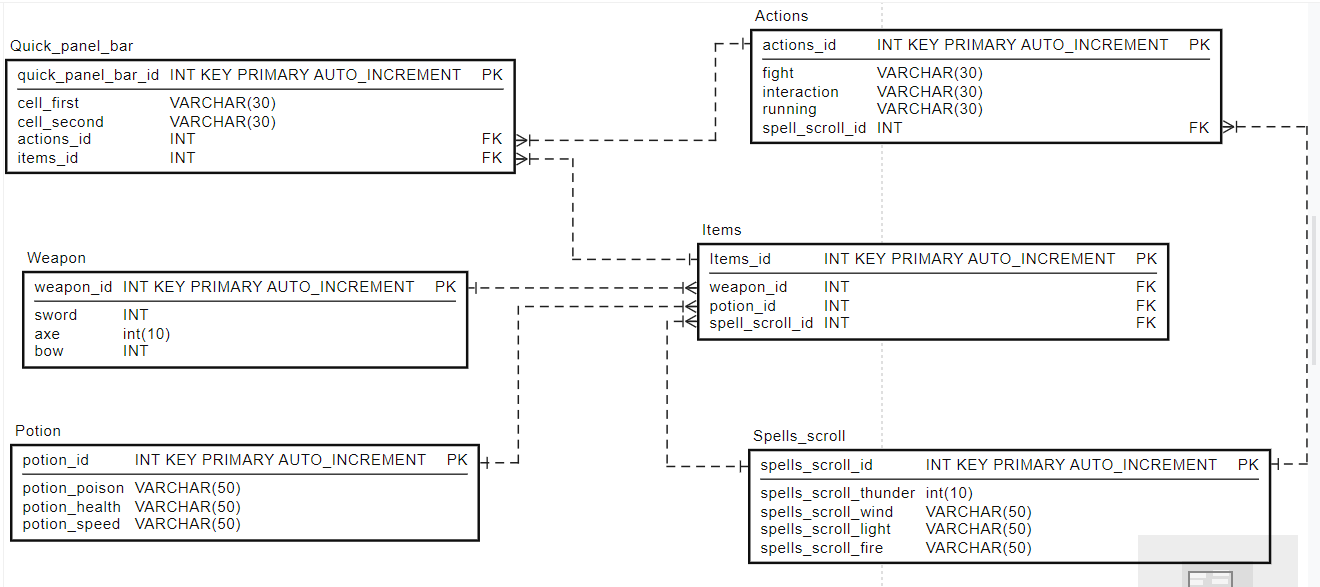 Actions
actions_id INT KEY PRIMARY AUTO_INCREMENT PK
fight VARCHAR(30)
interaction VARCHAR(30)
running VARCHAR(30)
spell_scroll_id INT FK
Quick_panel_bar
quick_panel_bar_id INT KEY PRIMARY AUTO_INCREMENT PK
cell_first VARCHAR(30)
cell_second VARCHAR(30)
actions_id INT FK
items_id INT FK
Items
Items_id INT KEY PRIMARY AUTO_INCREMENT PK
weapon_id INT FK
potion_id INT FK
spell_scroll_id INT FK
Weapon
weapon_id INT KEY PRIMARY AUTO_INCREMENT PK
sword INT
axe int(10)
bow INT
Potion
potion_id INT KEY PRIMARY AUTO_INCREMENT PK
potion_poison VARCHAR(50)
potion_health VARCHAR(50)
potion_speed VARCHAR(50)
Spells_scroll
spells_scroll_id INT KEY PRIMARY AUTO_INCREMENT PK
spells_scroll_thunder int(10)
spells_scroll_wind VARCHAR(50)
spells_scroll_light VARCHAR(50)
spells_scroll_fire VARCHAR(50)